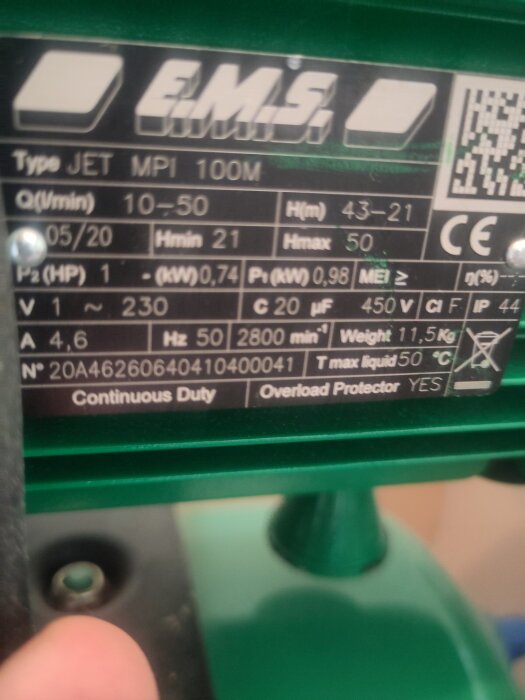 E.M.S.
Type JET MPI 100M
Q(l/min) 10-50 H(m) 43-21
05/20 Hmin 21 Hmax 50
P₂(HP) 1 - (kW) 0,74 P₁(kW) 0,98 MEI ≥ η(%)---
V 1 ~ 230 C 20 µF 450 V Cl F IP 44
A 4,6 Hz 50 2800 min⁻¹ Weight 11,5Kg
N° 20A46260640410400041 T max liquid 50 °C
Continuous Duty Overload Protector YES
CE